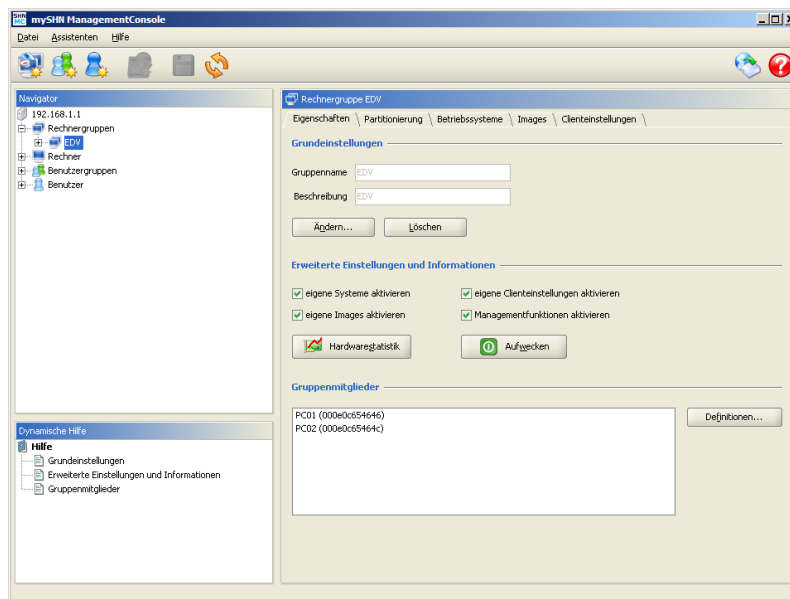 SHN MC mySHN ManagementConsole
Datei Assistenten Hilfe
Navigator
192.168.1.1
Rechnergruppen
EDV
Rechner
Benutzergruppen
Benutzer
Dynamische Hilfe
Hilfe
Grundeinstellungen
Erweiterte Einstellungen und Informationen
Gruppenmitglieder
Rechnergruppe EDV
Eigenschaften \ Partitionierung \ Betriebssysteme \ Images \ Clienteinstellungen \
Grundeinstellungen
Gruppenname EDV
Beschreibung EDV
Ändern... Löschen
Erweiterte Einstellungen und Informationen
eigene Systeme aktivieren eigene Clienteinstellungen aktivieren
eigene Images aktivieren Managementfunktionen aktivieren
Hardwarestatistik Aufwecken
Gruppenmitglieder
PC01 (000e0c654646)
PC02 (000e0c65464c)
Definitionen...